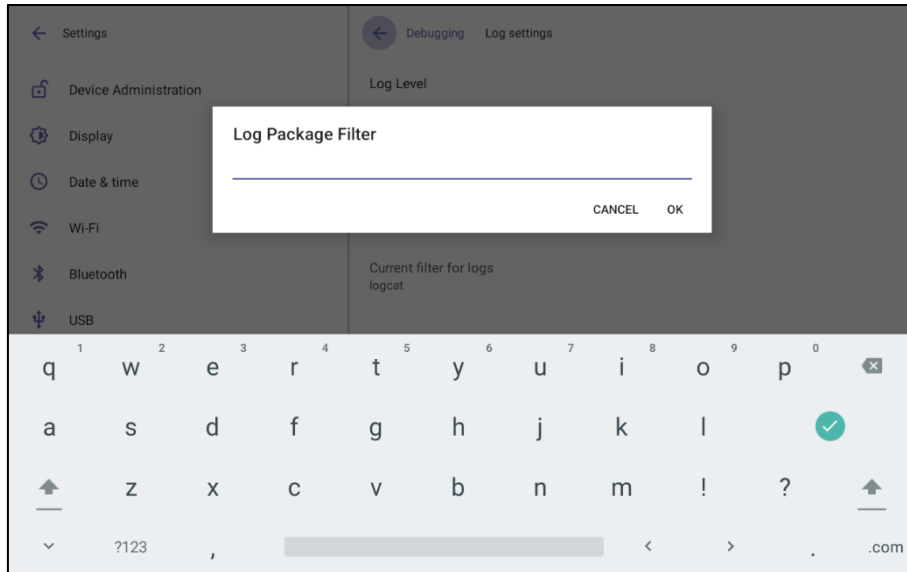 Settings
Debugging Log settings
Device Administration
Log Level
Log Package Filter
Display
Date & time
CANCEL OK
Wi-Fi
Bluetooth
Current filter for logs
logcat
USB
1 2 3 4 5 6 7 8 9 0
q w e r t y u i o p
a s d f g h j k l
z x c v b n m ! ?
?123 , < > . .com